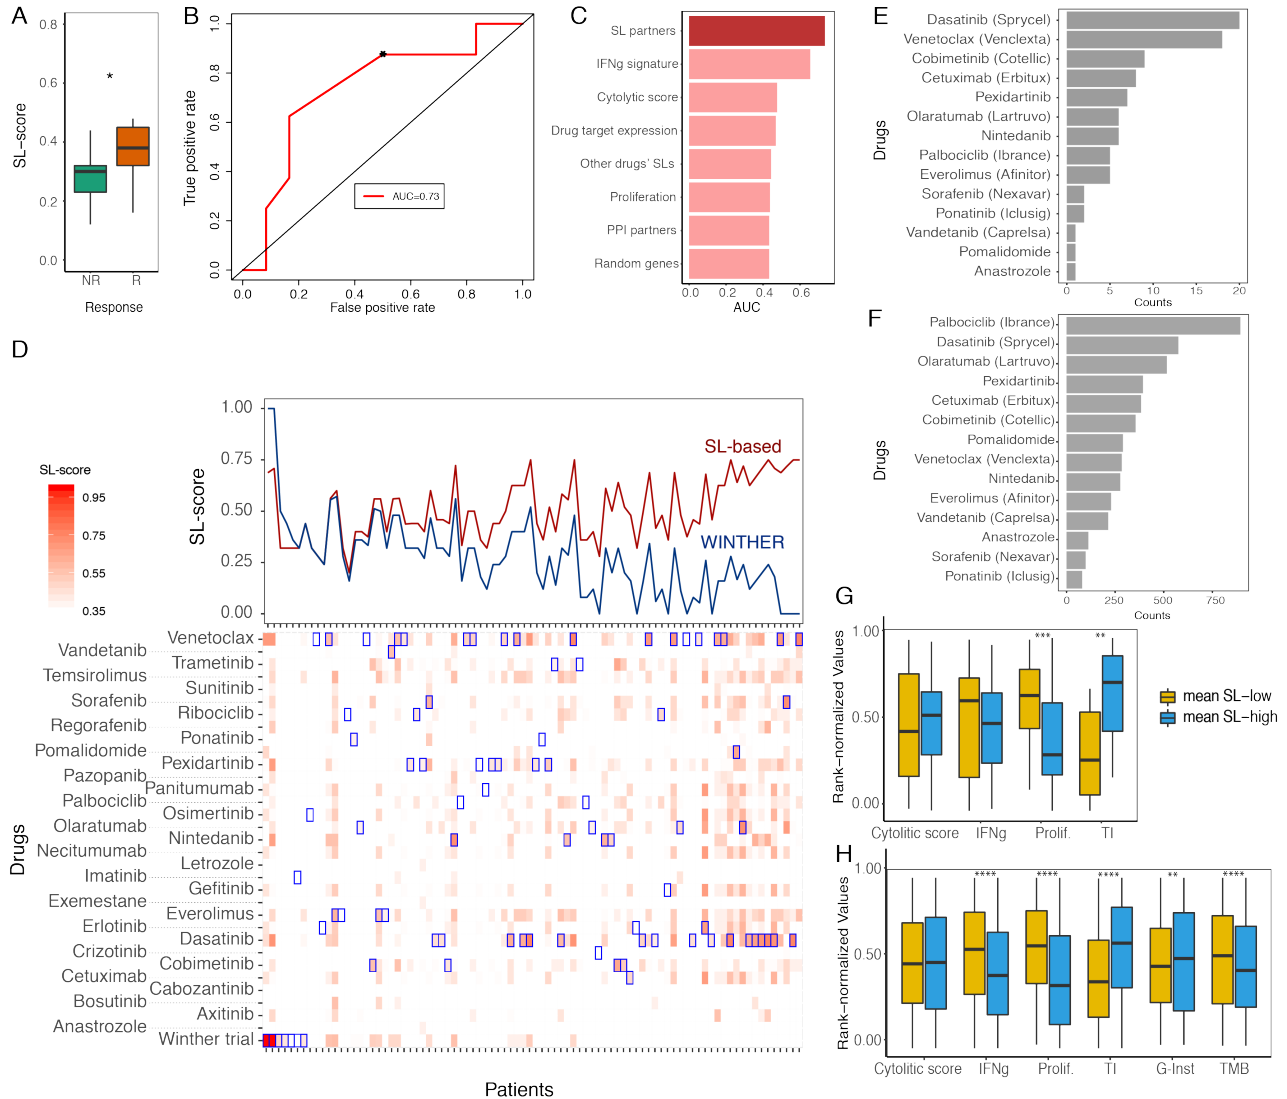 A
0.8
0.6
0.4
0.2
0.0
SL−score
*
NR
R
Response
B
1.0
0.8
0.6
0.4
0.2
0.0
True positive rate
AUC=0.73
0.0
0.2
0.4
0.6
0.8
1.0
False positive rate
C
SL partners
IFNg signature
Cytolytic score
Drug target expression
Other drugs' SLs
Proliferation
PPI partners
Random genes
0.0
0.2
0.4
0.6
AUC
E
Drugs
Dasatinib (Sprycel)
Venetoclax (Venclexta)
Cobimetinib (Cotellic)
Cetuximab (Erbitux)
Pexidartinib
Olaratumab (Lartruvo)
Nintedanib
Palbociclib (Ibrance)
Everolimus (Afinitor)
Sorafenib (Nexavar)
Ponatinib (Iclusig)
Vandetanib (Caprelsa)
Pomalidomide
Anastrozole
0
5
10
15
20
Counts
F
Drugs
Palbociclib (Ibrance)
Dasatinib (Sprycel)
Olaratumab (Lartruvo)
Pexidartinib
Cetuximab (Erbitux)
Cobimetinib (Cotellic)
Pomalidomide
Venetoclax (Venclexta)
Nintedanib
Everolimus (Afinitor)
Vandetanib (Caprelsa)
Anastrozole
Sorafenib (Nexavar)
Ponatinib (Iclusig)
0
250
500
750
Counts
D
SL-score
0.95
0.75
0.55
0.35
SL-score
1.00
0.75
0.50
0.25
0.00
SL-based
WINTHER
Drugs
Venetoclax
Vandetanib
Trametinib
Temsirolimus
Sunitinib
Sorafenib
Ribociclib
Regorafenib
Ponatinib
Pomalidomide
Pexidartinib
Pazopanib
Panitumumab
Palbociclib
Osimertinib
Olaratumab
Nintedanib
Necitumumab
Letrozole
Imatinib
Gefitinib
Exemestane
Everolimus
Erlotinib
Dasatinib
Crizotinib
Cobimetinib
Cetuximab
Cabozantinib
Bosutinib
Axitinib
Anastrozole
Winther trial
Patients
G
Rank−normalized Values
1.00
0.50
0.00
***
**
Cytolitic score
IFNg
Prolif.
TI
mean SL−low
mean SL−high
H
Rank−normalized Values
1.00
0.50
0.00
****
****
****
**
****
Cytolitic score
IFNg
Prolif.
TI
G-Inst
TMB